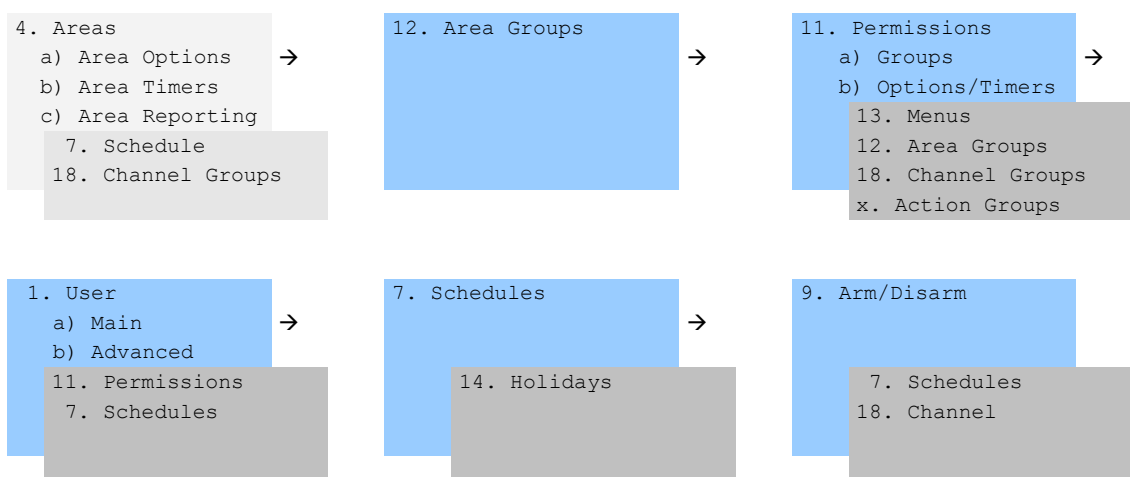 4. Areas
a) Area Options →
b) Area Timers
c) Area Reporting
7. Schedule
18. Channel Groups
12. Area Groups
→
11. Permissions
a) Groups →
b) Options/Timers
13. Menus
12. Area Groups
18. Channel Groups
x. Action Groups
1. User
a) Main →
b) Advanced
11. Permissions
7. Schedules
7. Schedules
→
14. Holidays
9. Arm/Disarm
7. Schedules
18. Channel